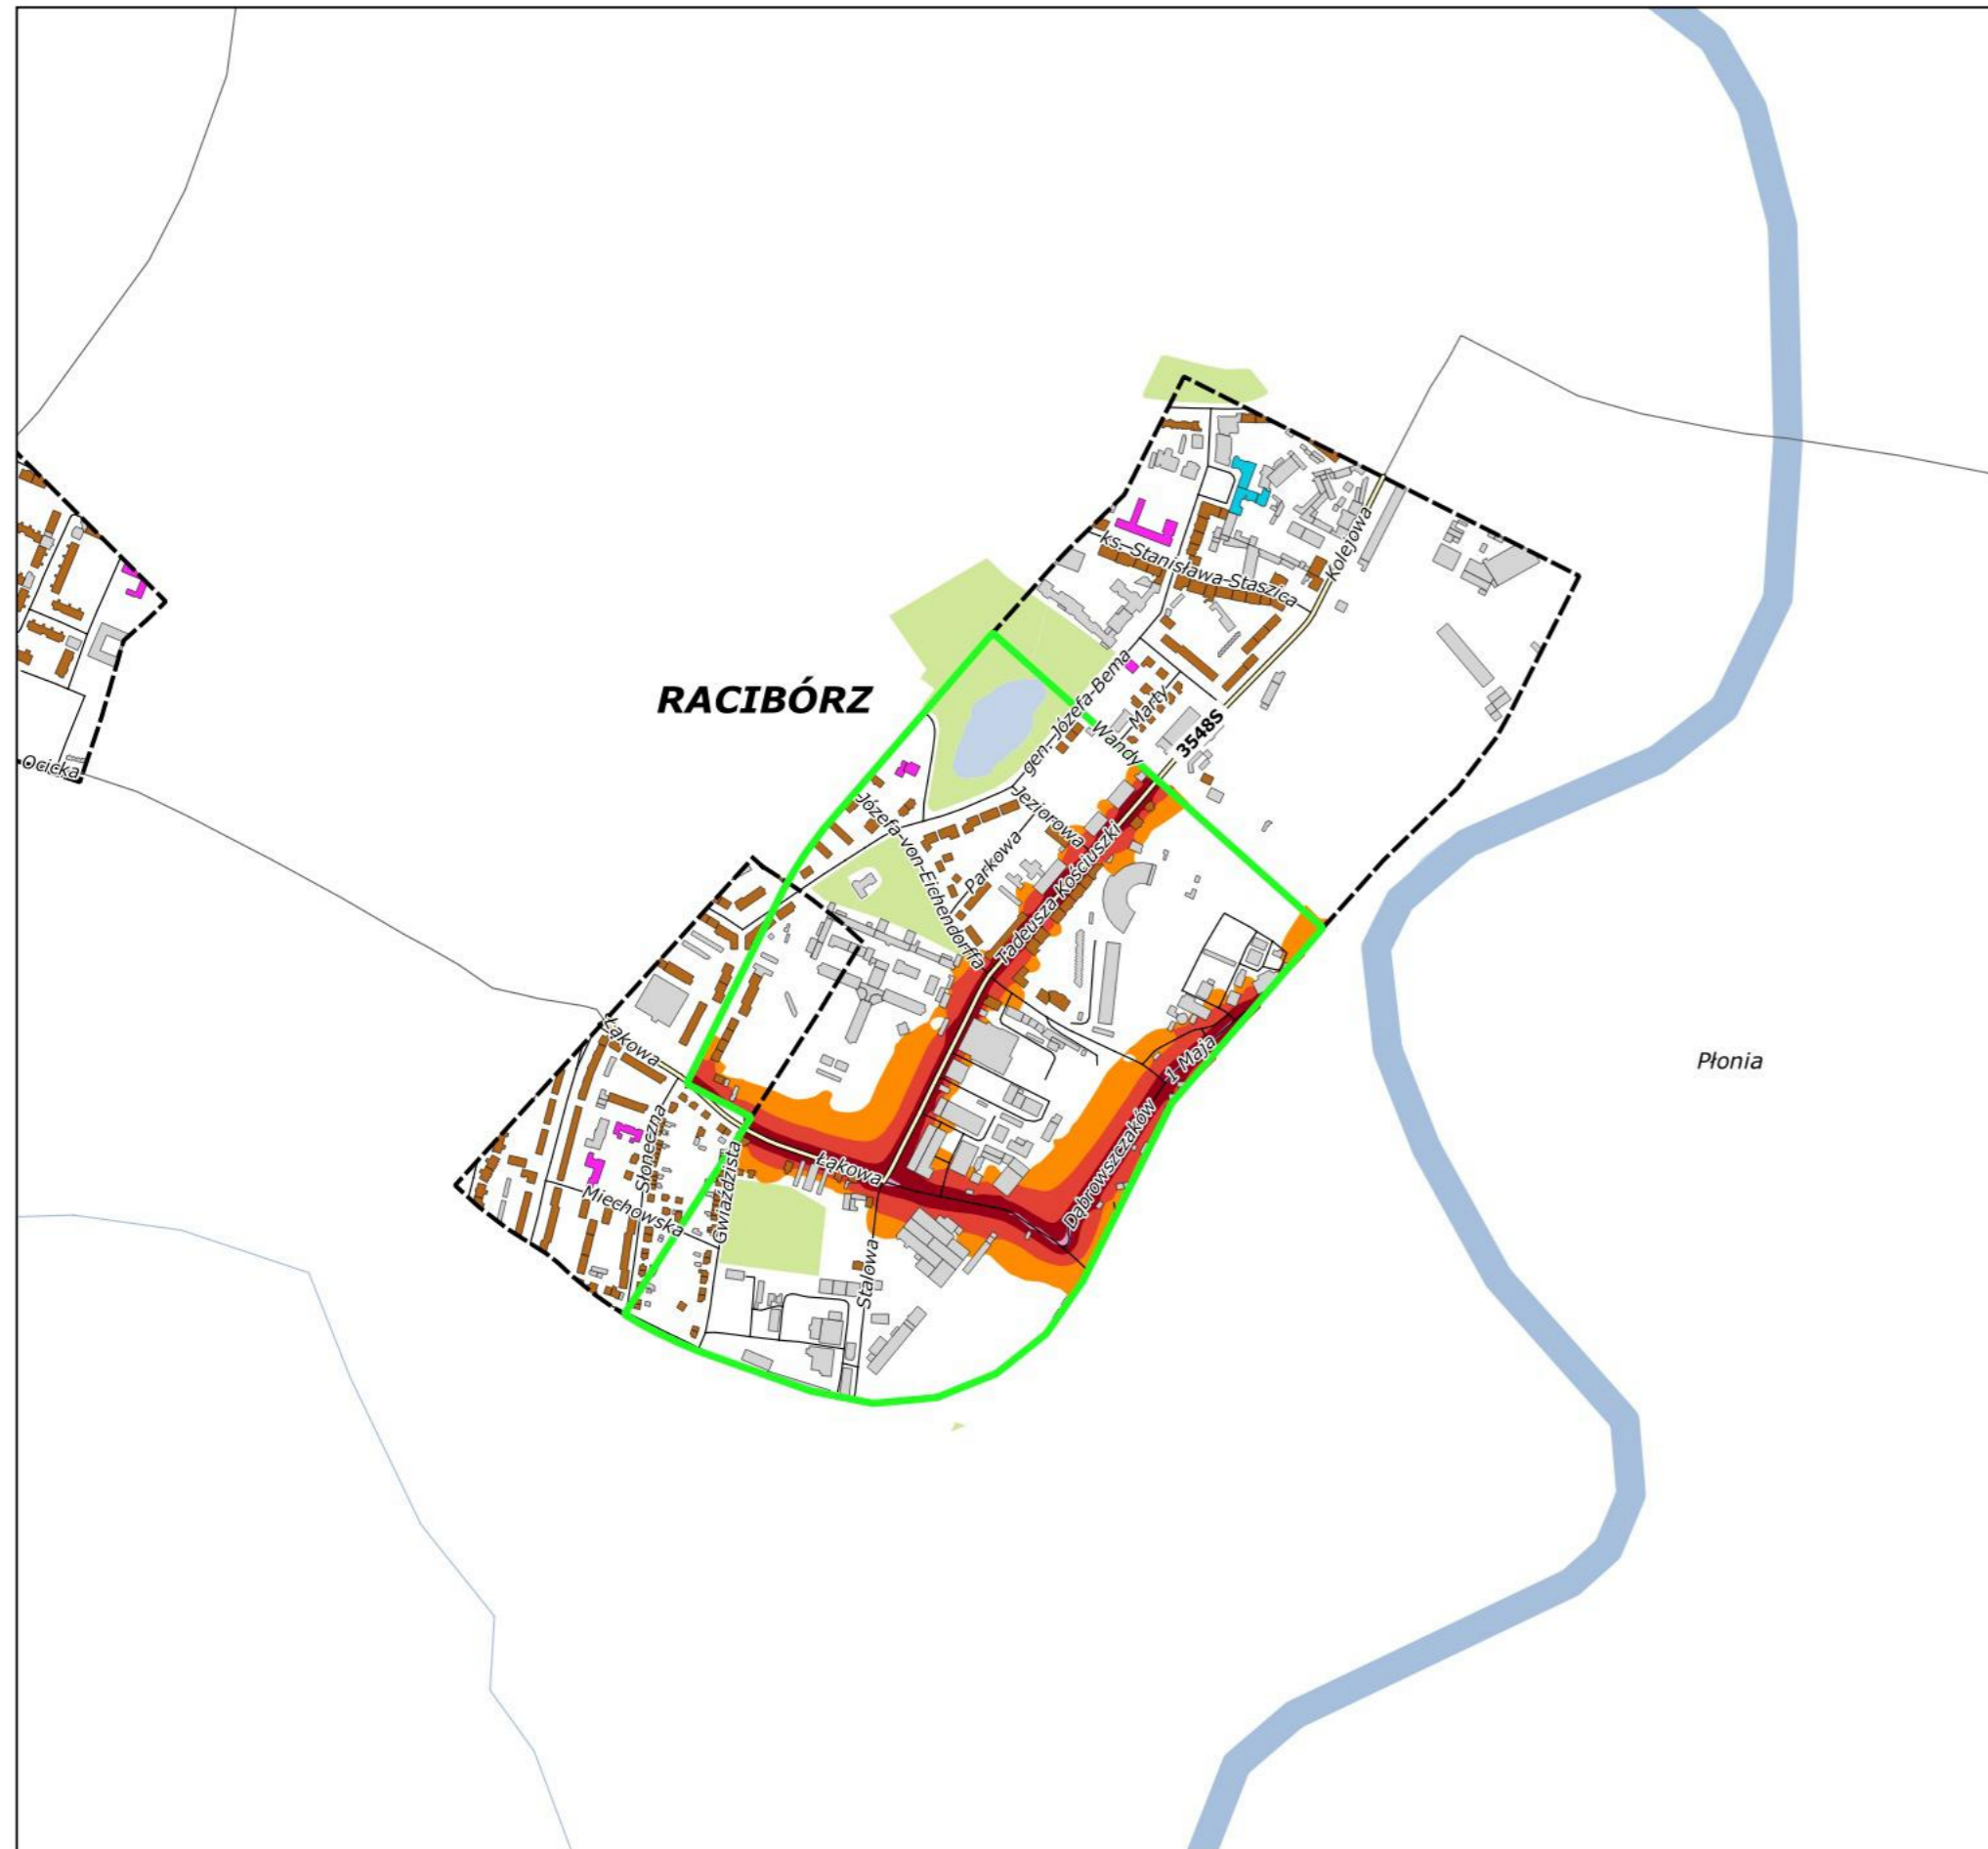 Kolejowa
ks. Stanisława Staszica
RACIBÓRZ
gen. Józefa Bema
Marty
Wandy
3548S
Ocicka
Jeziorowa
Józefa von Eichendorffa
Parkowa
Tadeusza Kościuszki
Łąkowa
1 Maja
Płonia
Słoneczna
Gwiaździsta
Łąkowa
Dąbrowszczaków
Miechowska
Stalowa